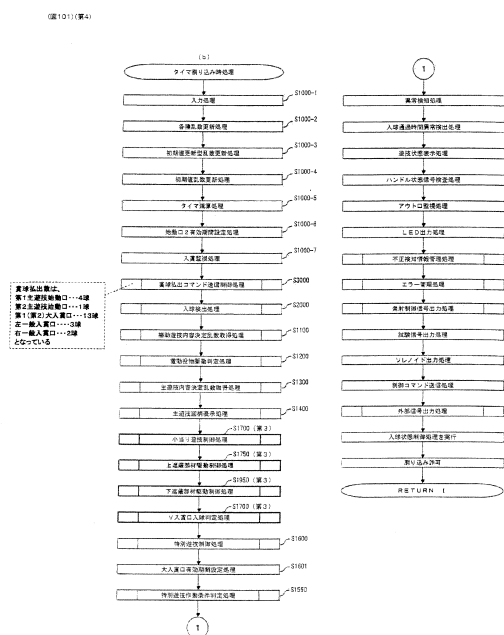 (図101)(第4)
(b)
タイマ割り込み時処理
入力処理
S1000-1
各種乱数更新処理
S1000-2
初期値更新型乱数更新処理
S1000-3
初期値乱数更新処理
S1000-4
タイマ減算処理
S1000-5
始動口2有効期間設定処理
S1000-6
入賞監視処理
S1000-7
賞球払出コマンド送信制御処理
S3000
入球検出処理
S2000
補助遊技内容決定乱数取得処理
S1100
電動役物駆動判定処理
S1200
主遊技内容決定乱数取得処理
S1300
主遊技図柄表示処理
S1400
小当り遊技制御処理
S1700(第3)
上遮蔽部材駆動制御処理
S1750(第3)
下遮蔽部材駆動制御処理
S1950(第3)
V入賞口入球判定処理
S1700(第3)
特別遊技制御処理
S1600
大入賞口有効期間設定処理
S1601
特別遊技作動条件判定処理
S1550
1
賞球払出数は、
第1主遊技始動口・・・4球
第2主遊技始動口・・・1球
第1(第2)大入賞口・・・13球
左一般入賞口・・・・3球
右一般入賞口・・・2球
となっている
1
異常検知処理
入球通過時間異常検出処理
遊技状態表示処理
ハンドル状態信号検査処理
アウト口監視処理
LED出力処理
不正検知情報管理処理
エラー管理処理
発射制御信号出力処理
試験信号出力処理
ソレノイド出力処理
制御コマンド送信処理
外部信号出力処理
入球状態制御処理を実行
割り込み許可
RETURN I